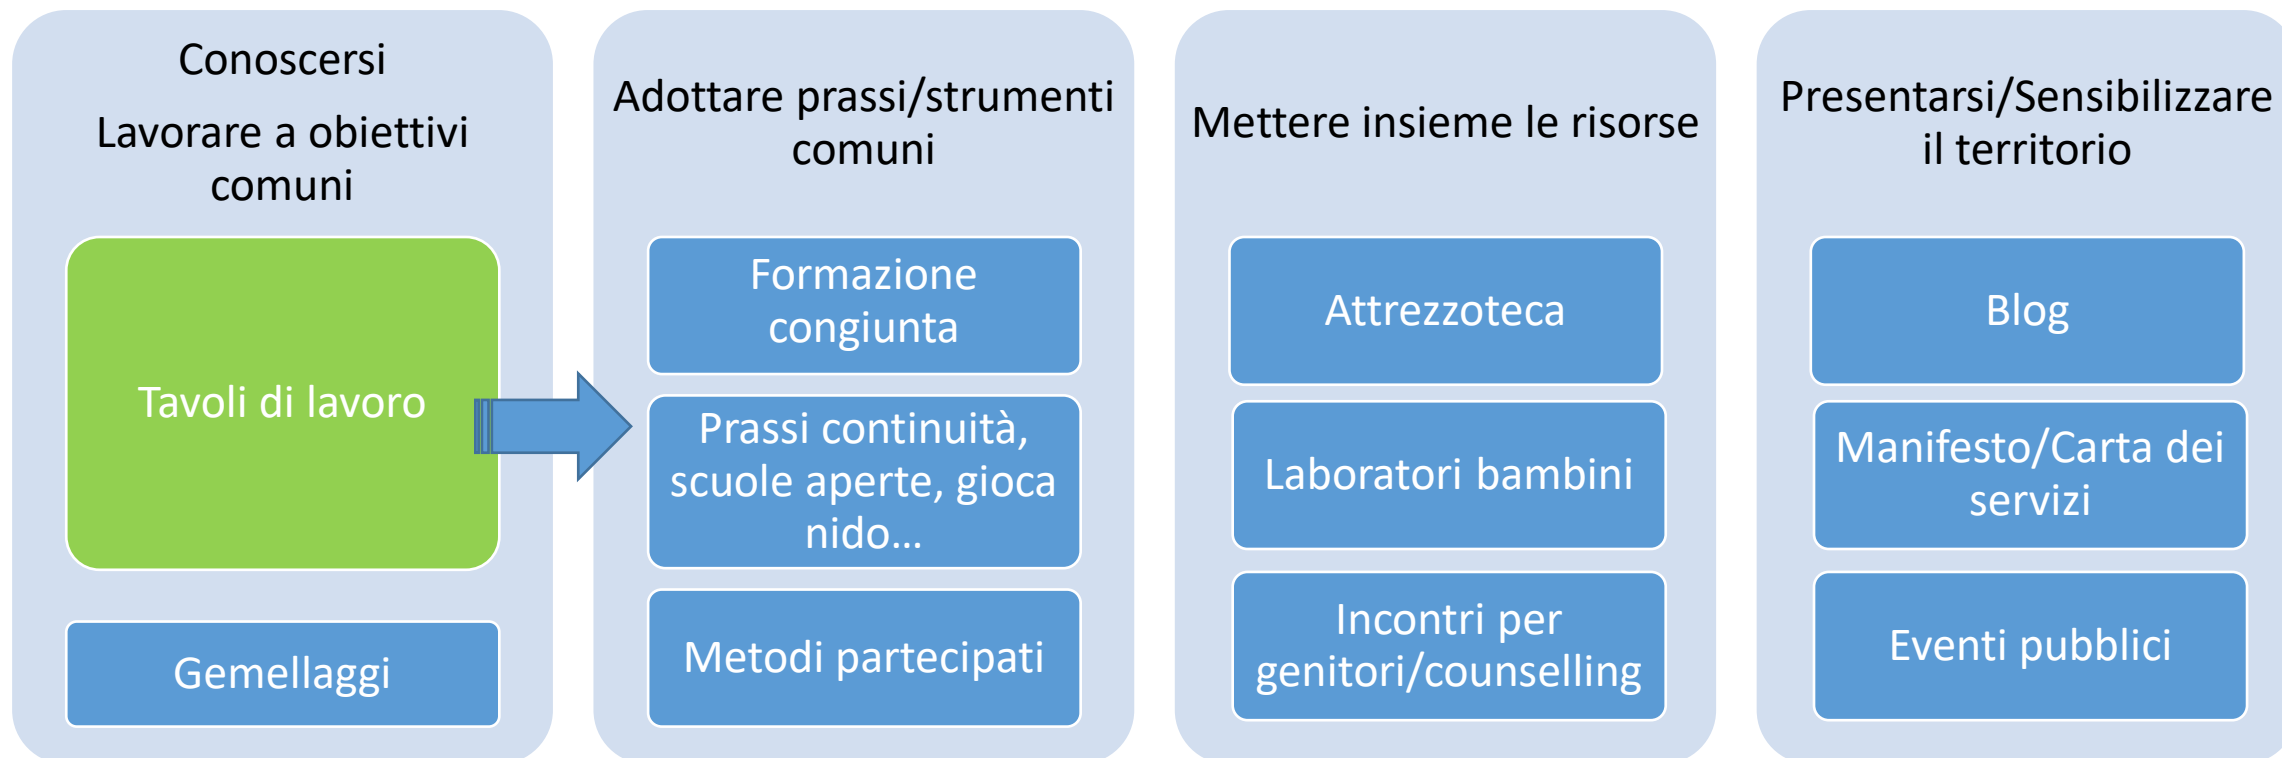 Conoscersi
Lavorare a obiettivi
comuni
Tavoli di lavoro
Gemellaggi
Adottare prassi/strumenti
comuni
Formazione
congiunta
Prassi continuità,
scuole aperte, gioca
nido...
Metodi partecipati
Mettere insieme le risorse
Attrezzoteca
Laboratori bambini
Incontri per
genitori/counselling
Presentarsi/Sensibilizzare
il territorio
Blog
Manifesto/Carta dei
servizi
Eventi pubblici